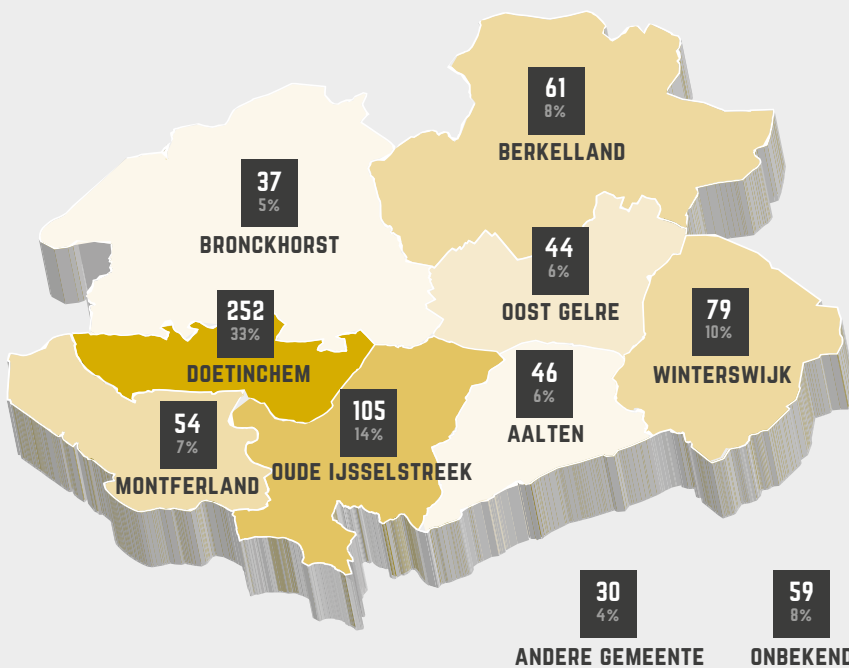 61
8%
BERKELLAND
37
5%
BRONCKHORST
44
6%
OOST GELRE
79
10%
WINTERSWIJK
252
33%
DOETINCHEM
46
6%
AALTEN
105
14%
OUDE IJSSELSTREEK
54
7%
MONTFERLAND
30
4%
ANDERE GEMEENTE
59
8%
ONBEKEND